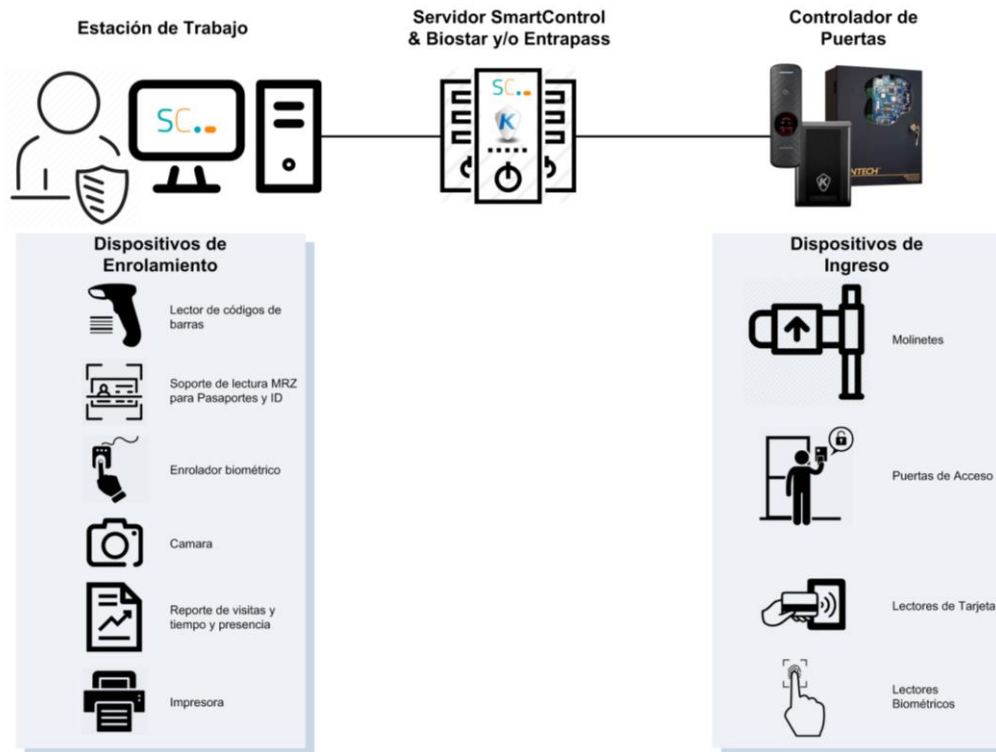 Estación de Trabajo
Servidor SmartControl
& Biostar y/o Entrapass
Controlador de
Puertas
SC
SC
K
K
NTECH
Dispositivos de
Enrolamiento
Lector de códigos de
barras
Soporte de lectura MRZ
para Pasaportes y ID
Enrolador biométrico
Camara
Reporte de visitas y
tiempo y presencia
Impresora
Dispositivos de
Ingreso
Molinetes
Puertas de Acceso
Lectores de Tarjeta
Lectores
Biométricos